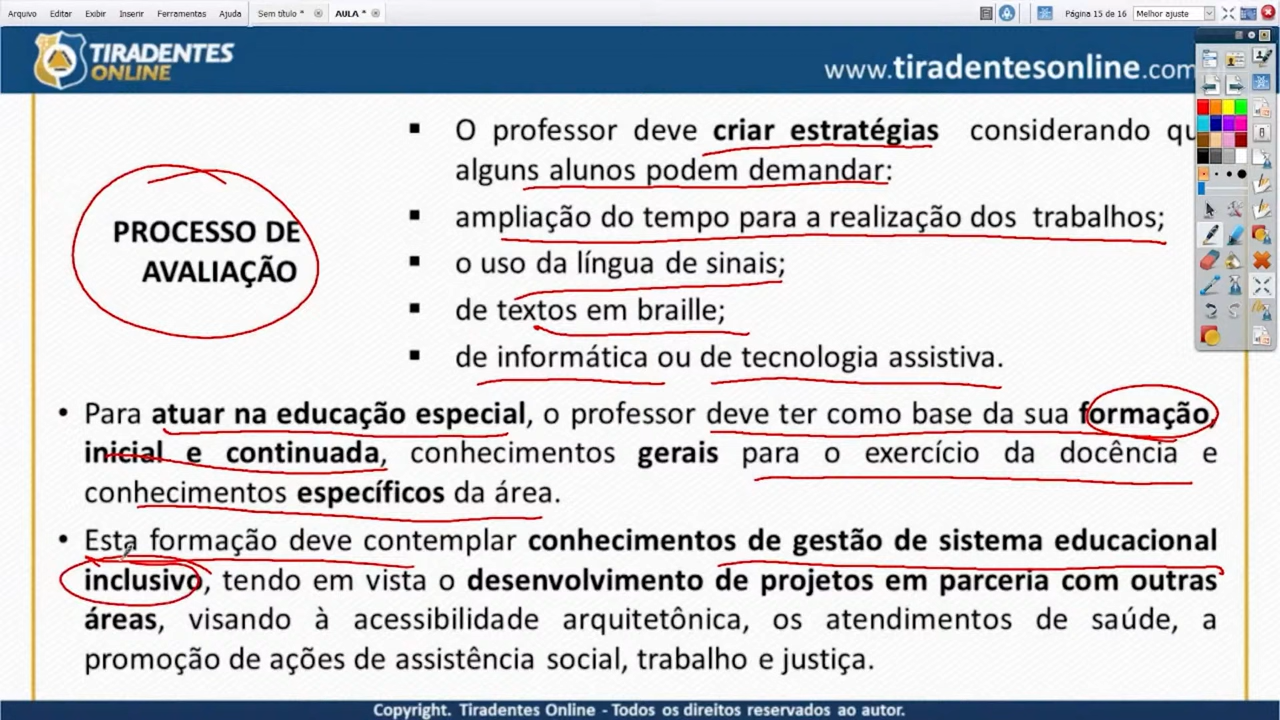 Arquivo Editar Exibir Inserir Ferramentas Ajuda Sem título * AULA * Página 15 de 16 Melhor ajuste
TIRADENTES
ONLINE
www.tiradentesonline.com
PROCESSO DE
AVALIAÇÃO
▪ O professor deve criar estratégias considerando qu
alguns alunos podem demandar:
▪ ampliação do tempo para a realização dos trabalhos;
▪ o uso da língua de sinais;
▪ de textos em braille;
▪ de informática ou de tecnologia assistiva.
• Para atuar na educação especial, o professor deve ter como base da sua formação,
inicial e continuada, conhecimentos gerais para o exercício da docência e
conhecimentos específicos da área.
• Esta formação deve contemplar conhecimentos de gestão de sistema educacional
inclusivo, tendo em vista o desenvolvimento de projetos em parceria com outras
áreas, visando à acessibilidade arquitetônica, os atendimentos de saúde, a
promoção de ações de assistência social, trabalho e justiça.
Copyright. Tiradentes Online - Todos os direitos reservados ao autor.